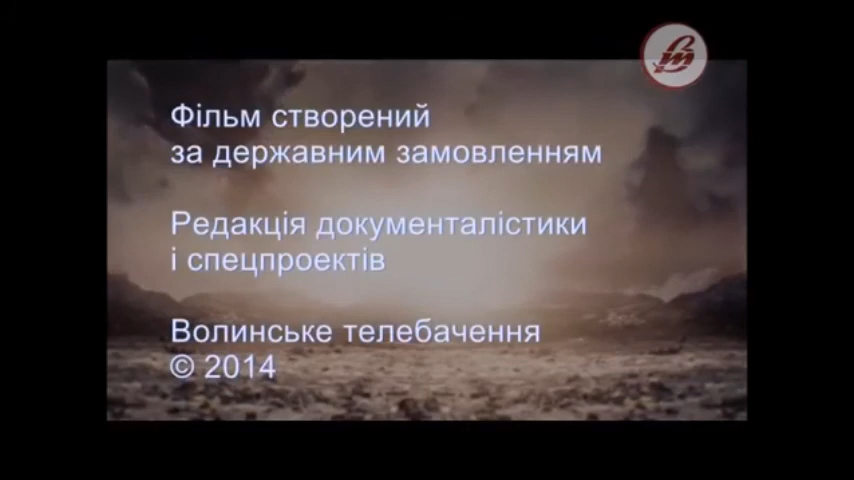 Фільм створений
за державним замовленням
Редакція документалістики
і спецпроектів
Волинське телебачення
© 2014